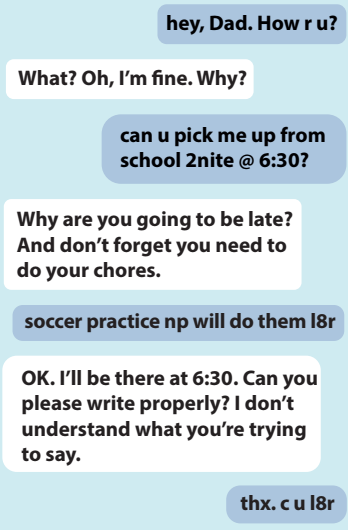 hey, Dad. How r u?
What? Oh, I'm fine. Why?
can u pick me up from
school 2nite @ 6:30?
Why are you going to be late?
And don't forget you need to
do your chores.
soccer practice np will do them l8r
OK. I'll be there at 6:30. Can you
please write properly? I don't
understand what you're trying
to say.
thx. c u l8r